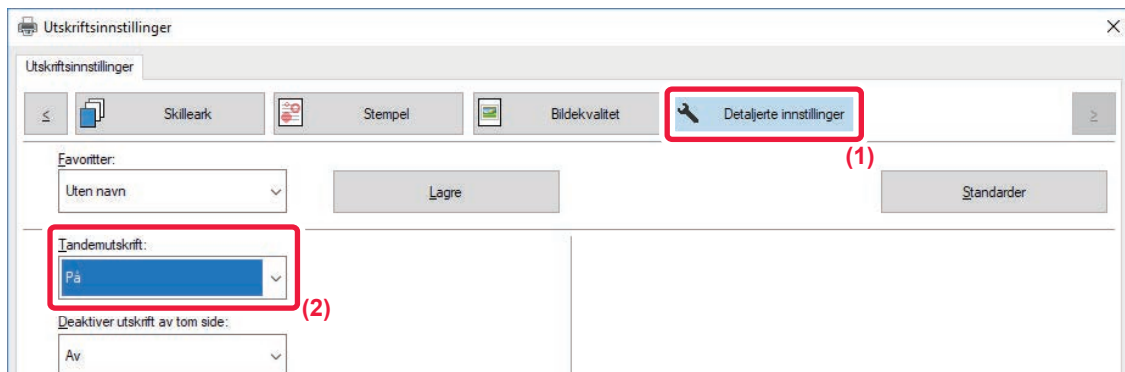 Utskriftsinnstillinger
Utskriftsinnstillinger
< Skilleark Stempel Bildekvalitet Detaljerte innstillinger >
(1)
Favoritter:
Uten navn Lagre Standarder
Tandemutskrift:
På
(2)
Deaktiver utskrift av tom side:
Av